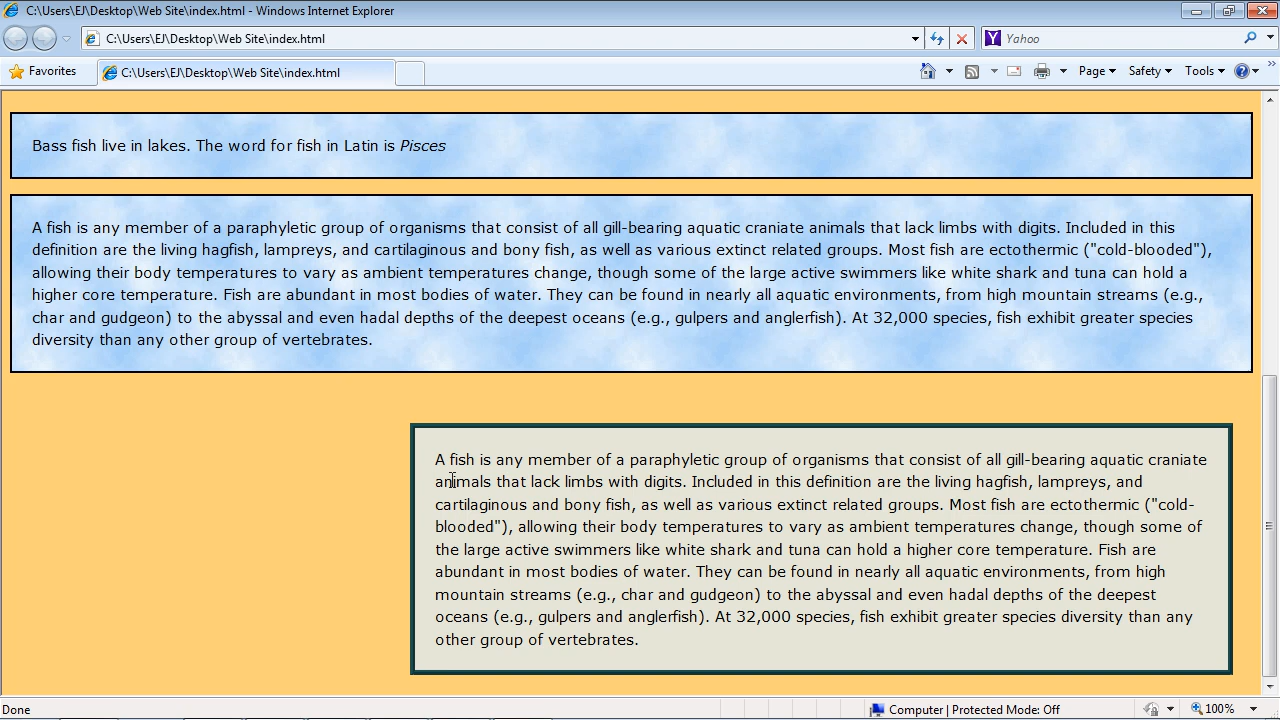 C:\Users\EJ\Desktop\Web Site\index.html - Windows Internet Explorer
C:\Users\EJ\Desktop\Web Site\index.html
Yahoo
Favorites
C:\Users\EJ\Desktop\Web Site\index.html
Page
Safety
Tools
Bass fish live in lakes. The word for fish in Latin is Pisces
A fish is any member of a paraphyletic group of organisms that consist of all gill-bearing aquatic craniate animals that lack limbs with digits. Included in this
definition are the living hagfish, lampreys, and cartilaginous and bony fish, as well as various extinct related groups. Most fish are ectothermic ("cold-blooded"),
allowing their body temperatures to vary as ambient temperatures change, though some of the large active swimmers like white shark and tuna can hold a
higher core temperature. Fish are abundant in most bodies of water. They can be found in nearly all aquatic environments, from high mountain streams (e.g.,
char and gudgeon) to the abyssal and even hadal depths of the deepest oceans (e.g., gulpers and anglerfish). At 32,000 species, fish exhibit greater species
diversity than any other group of vertebrates.
A fish is any member of a paraphyletic group of organisms that consist of all gill-bearing aquatic craniate
animals that lack limbs with digits. Included in this definition are the living hagfish, lampreys, and
cartilaginous and bony fish, as well as various extinct related groups. Most fish are ectothermic ("cold-
blooded"), allowing their body temperatures to vary as ambient temperatures change, though some of
the large active swimmers like white shark and tuna can hold a higher core temperature. Fish are
abundant in most bodies of water. They can be found in nearly all aquatic environments, from high
mountain streams (e.g., char and gudgeon) to the abyssal and even hadal depths of the deepest
oceans (e.g., gulpers and anglerfish). At 32,000 species, fish exhibit greater species diversity than any
other group of vertebrates.
Done
Computer | Protected Mode: Off
100%